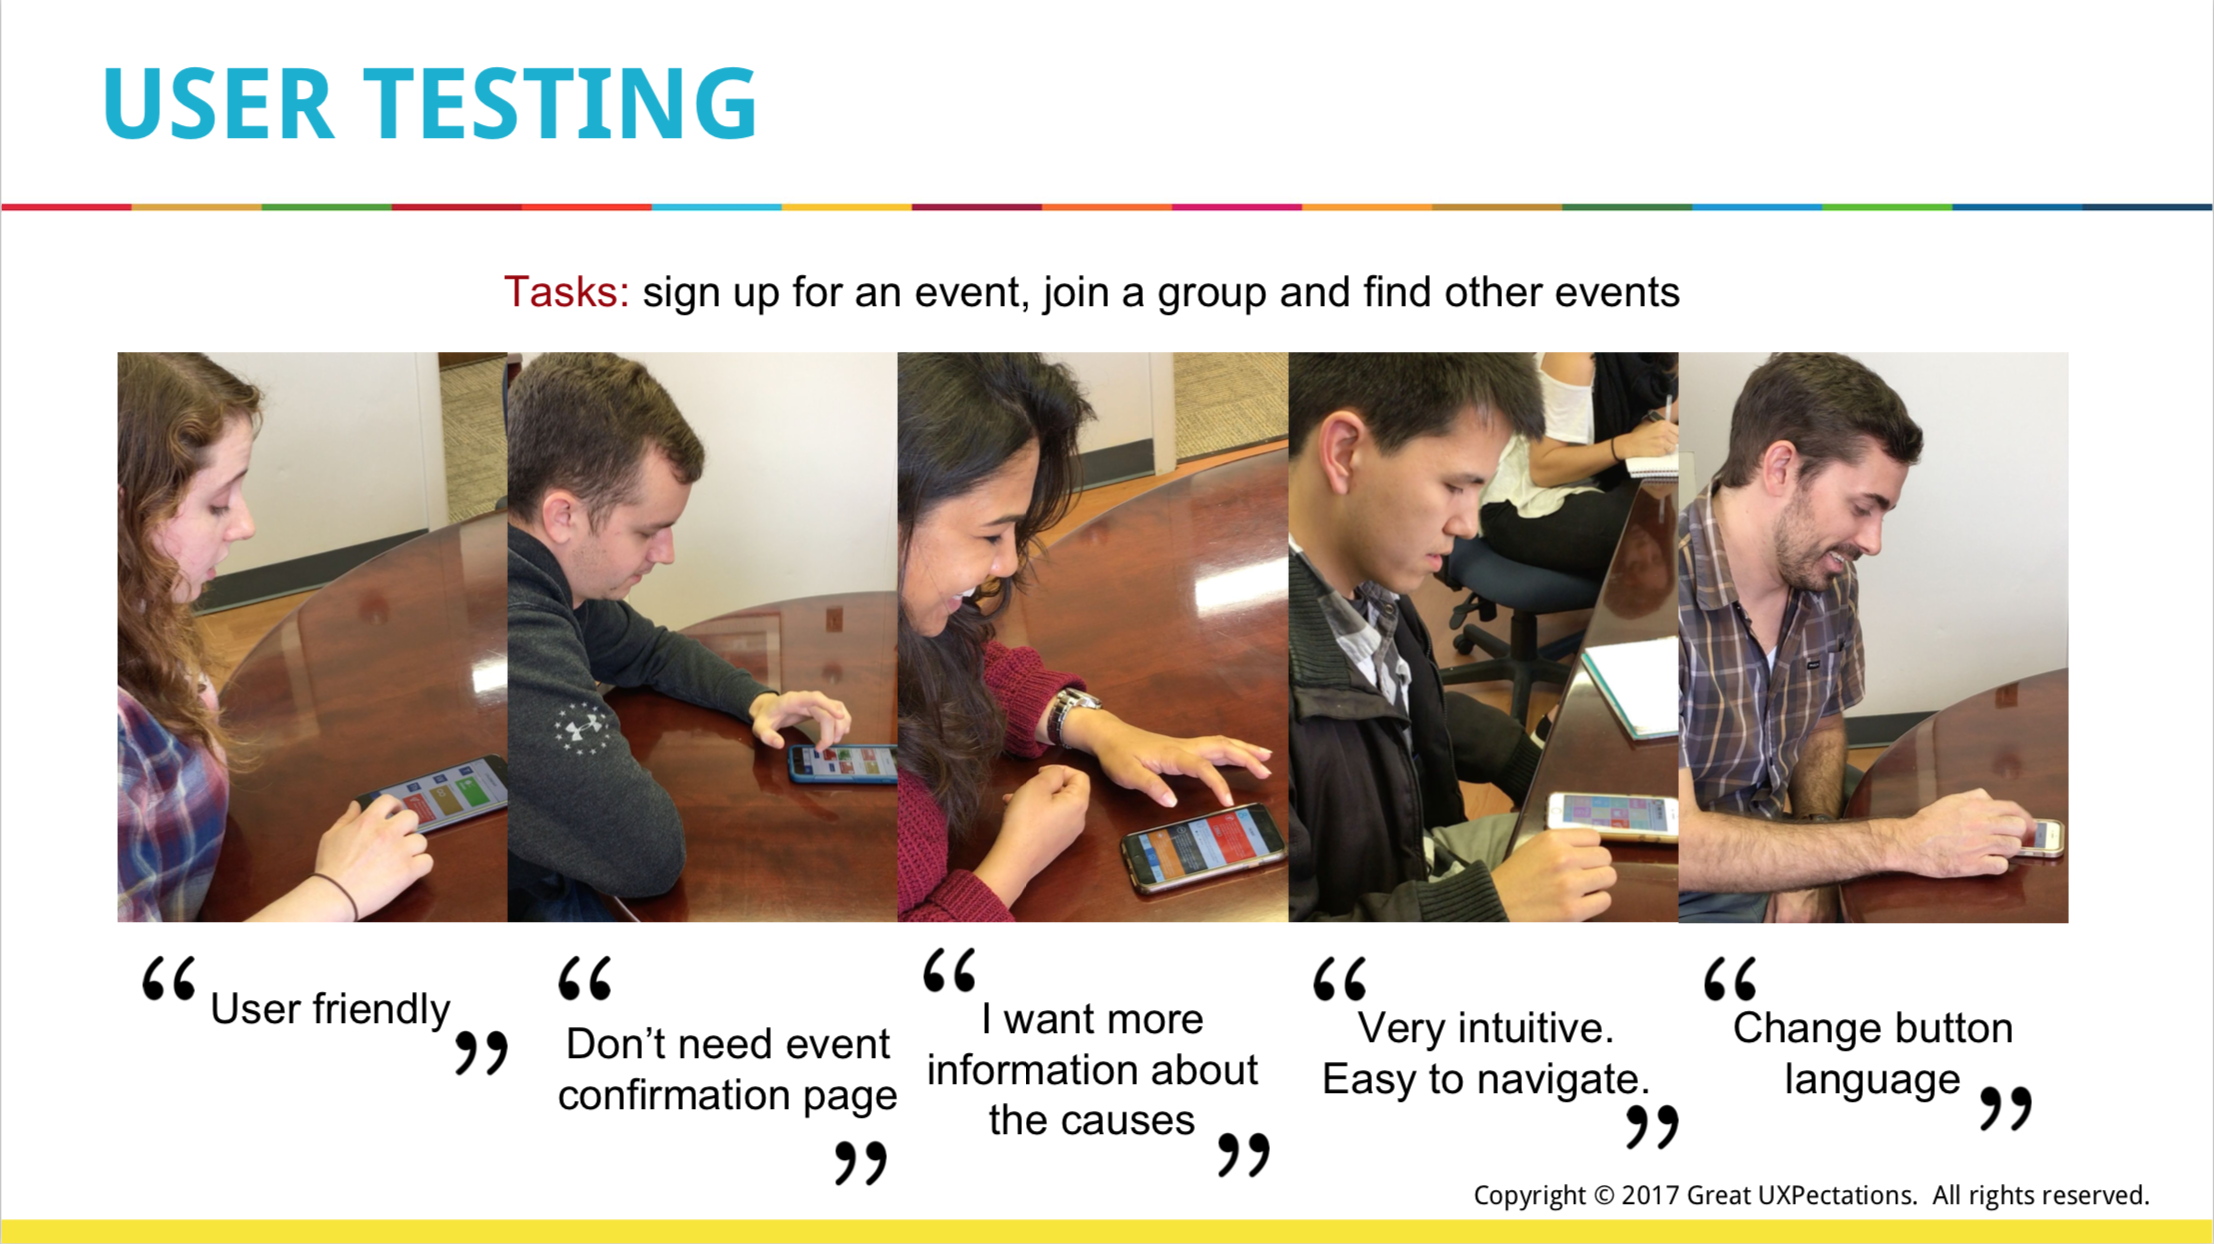 USER TESTING
Tasks: sign up for an event, join a group and find other events
“ User friendly ”
“ Don’t need event
confirmation page ”
“ I want more
information about
the causes ”
“ Very intuitive.
Easy to navigate. ”
“ Change button
language ”
Copyright © 2017 Great UXPectations. All rights reserved.